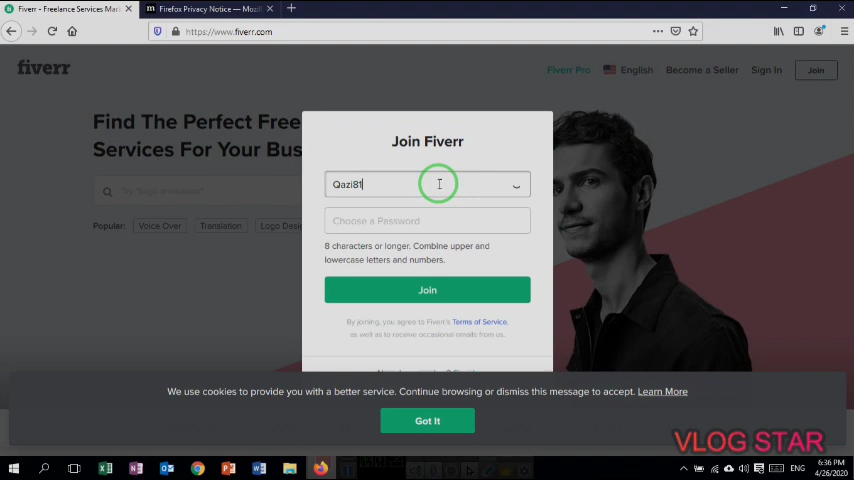 Fiverr - Freelance Services Mar
Firefox Privacy Notice — Mozil
https://www.fiverr.com
fiverr
Fiverr Pro
English
Become a Seller
Sign In
Join
Find The Perfect Free
Services For Your Bus
Try "logo animation"
Popular:
Voice Over
Translation
Logo Desig
Join Fiverr
Qazi81
Choose a Password
8 characters or longer. Combine upper and
lowercase letters and numbers.
Join
By joining, you agree to Fiverr's Terms of Service,
as well as to receive occasional emails from us.
We use cookies to provide you with a better service. Continue browsing or dismiss this message to accept. Learn More
Got It
VLOG STAR
ENG
6:36 PM
4/26/2020